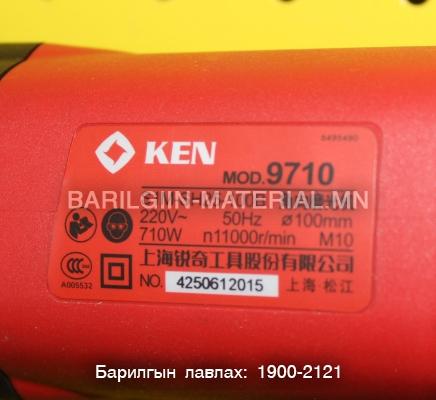 8495490
KEN
MOD.9710
BARILGIIN-MATERIAL.MN
220V~ 50Hz ø100mm
710W n11000r/min M10
A005532
上海锐奇工具股份有限公司
NO. 4250612015 上海·松江
Барилгын лавлах: 1900-2121